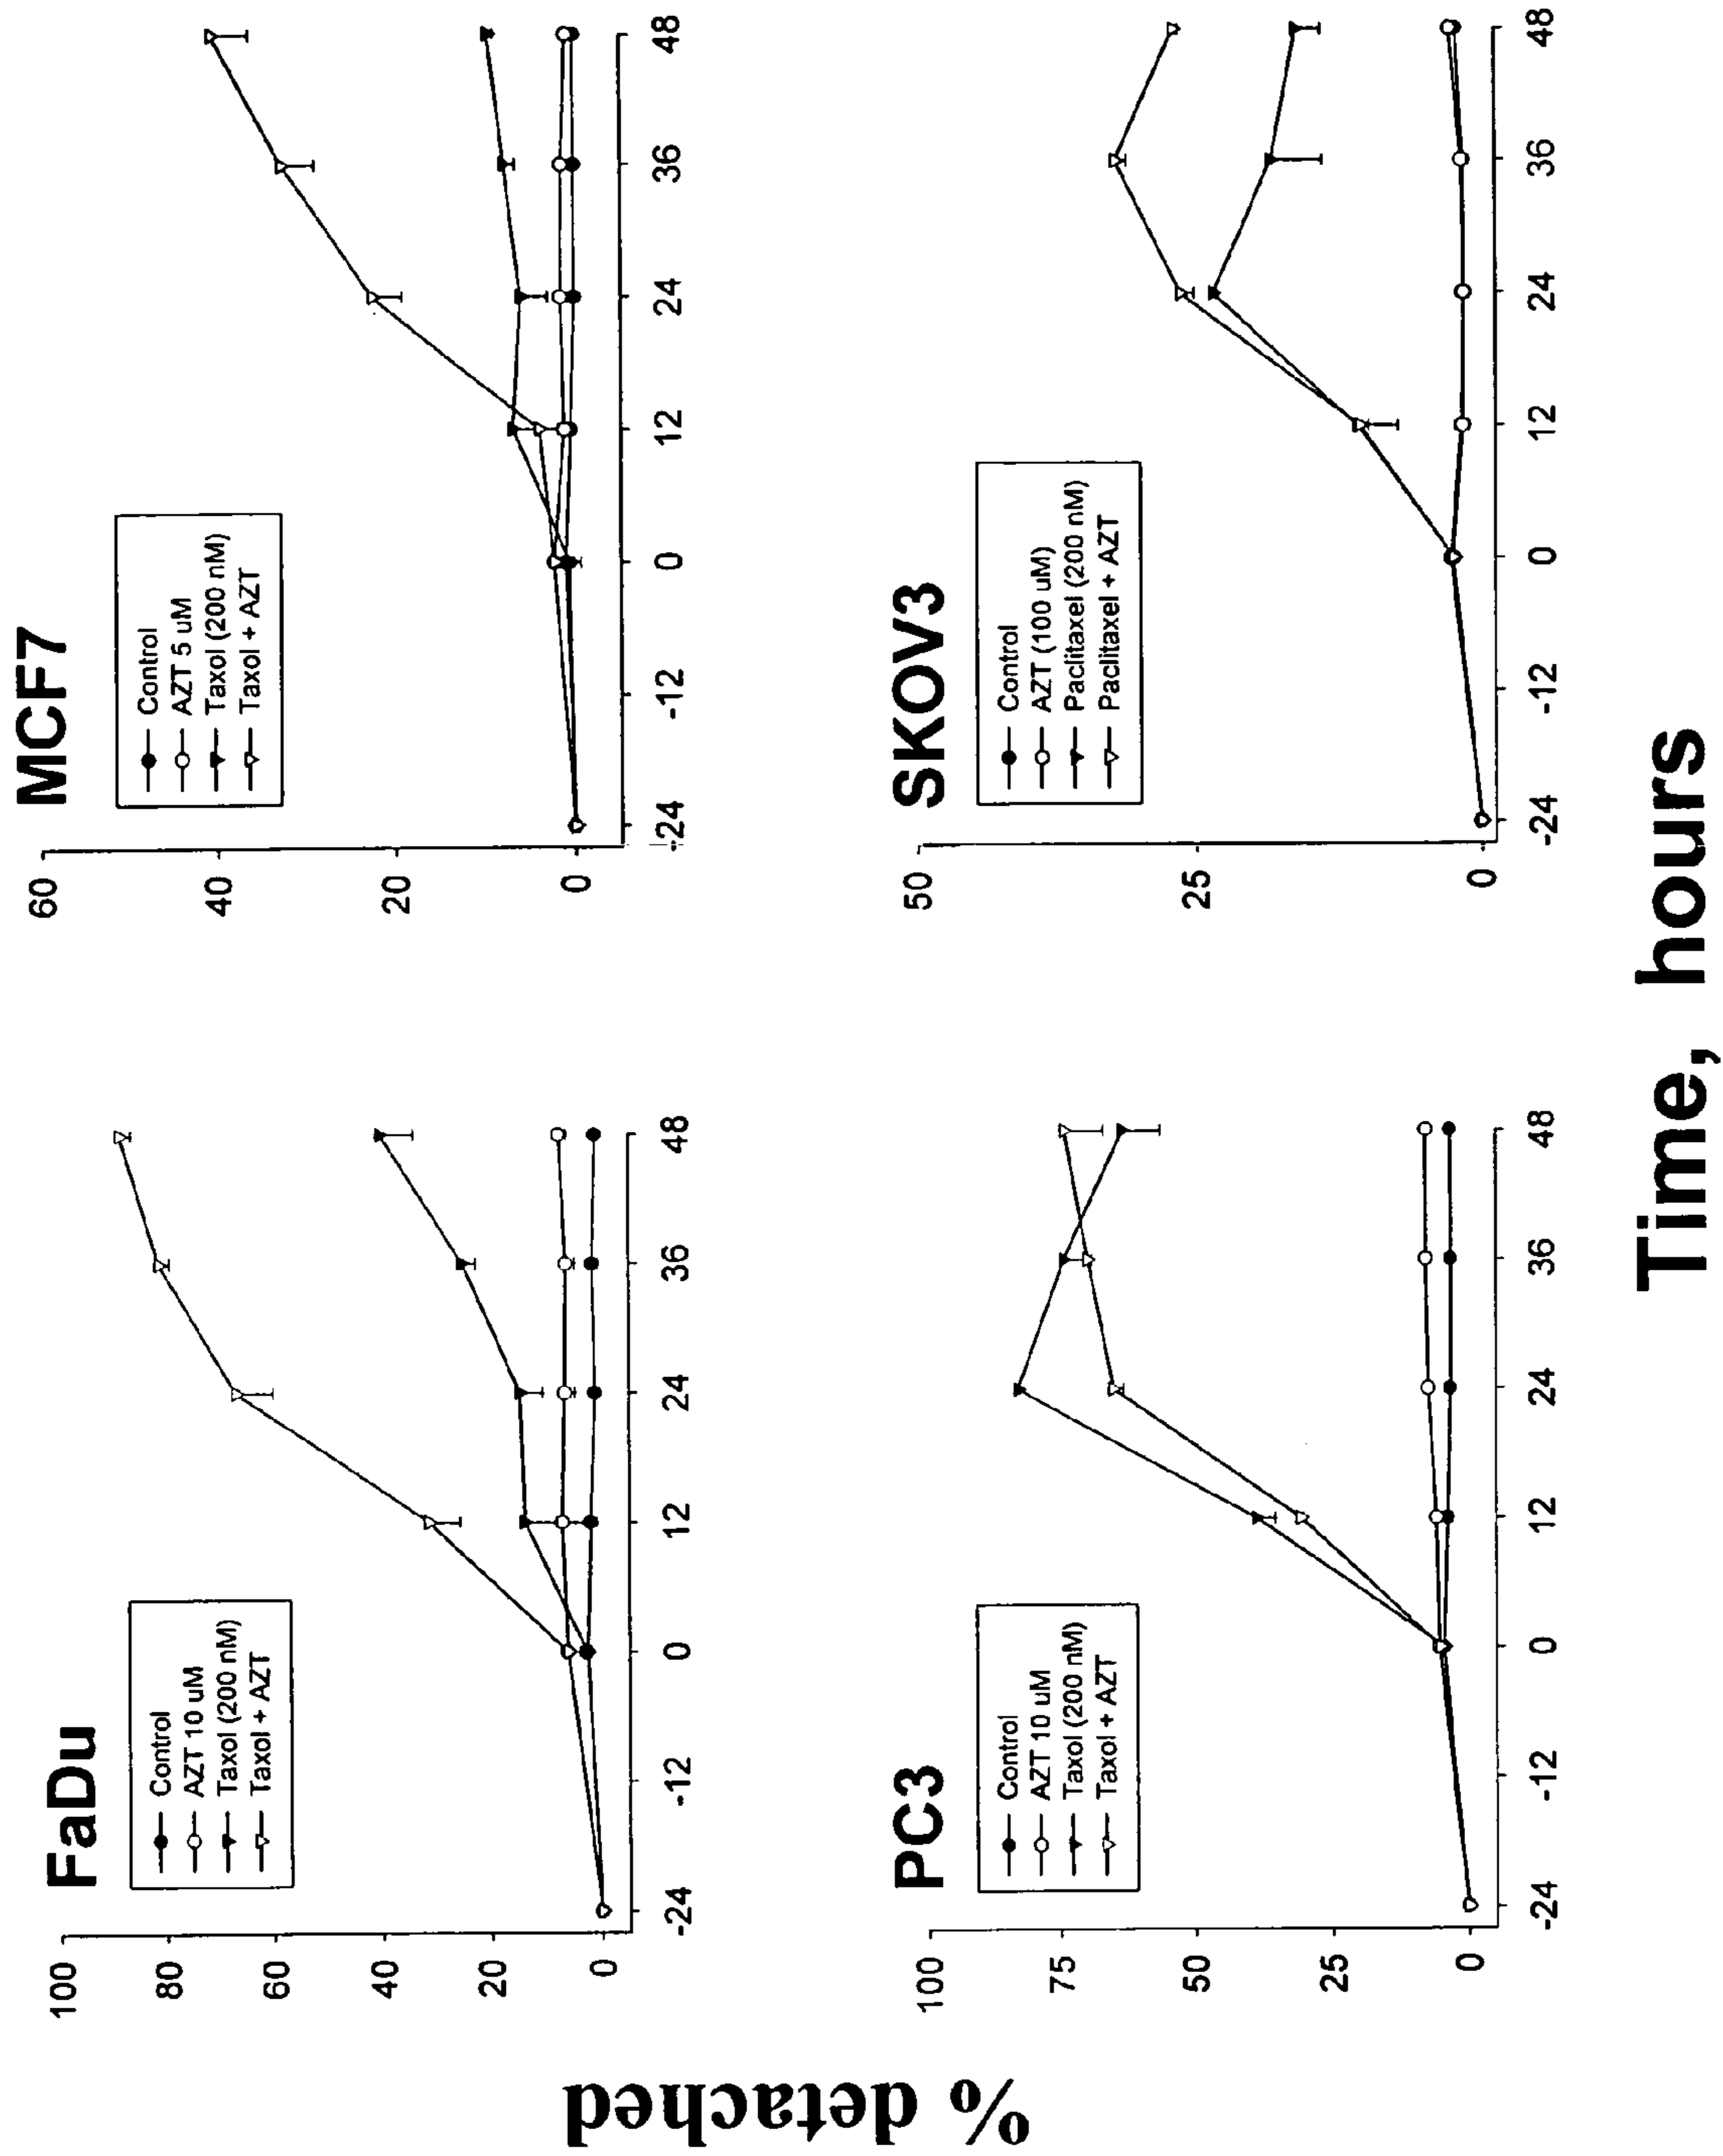 FaDu
Control
AZT 10 uM
Taxol (200 nM)
Taxol + AZT
100
80
60
40
20
0
-24 -12 0 12 24 36 48
MCF7
Control
AZT 5 uM
Taxol (200 nM)
Taxol + AZT
60
40
20
0
-24 -12 0 12 24 36 48
PC3
Control
AZT 10 uM
Taxol (200 nM)
Taxol + AZT
100
75
50
25
0
-24 -12 0 12 24 36 48
SKOV3
Control
AZT (100 uM)
Paclitaxel (200 nM)
Paclitaxel + AZT
50
25
0
-24 -12 0 12 24 36 48
% detached
Time, hours